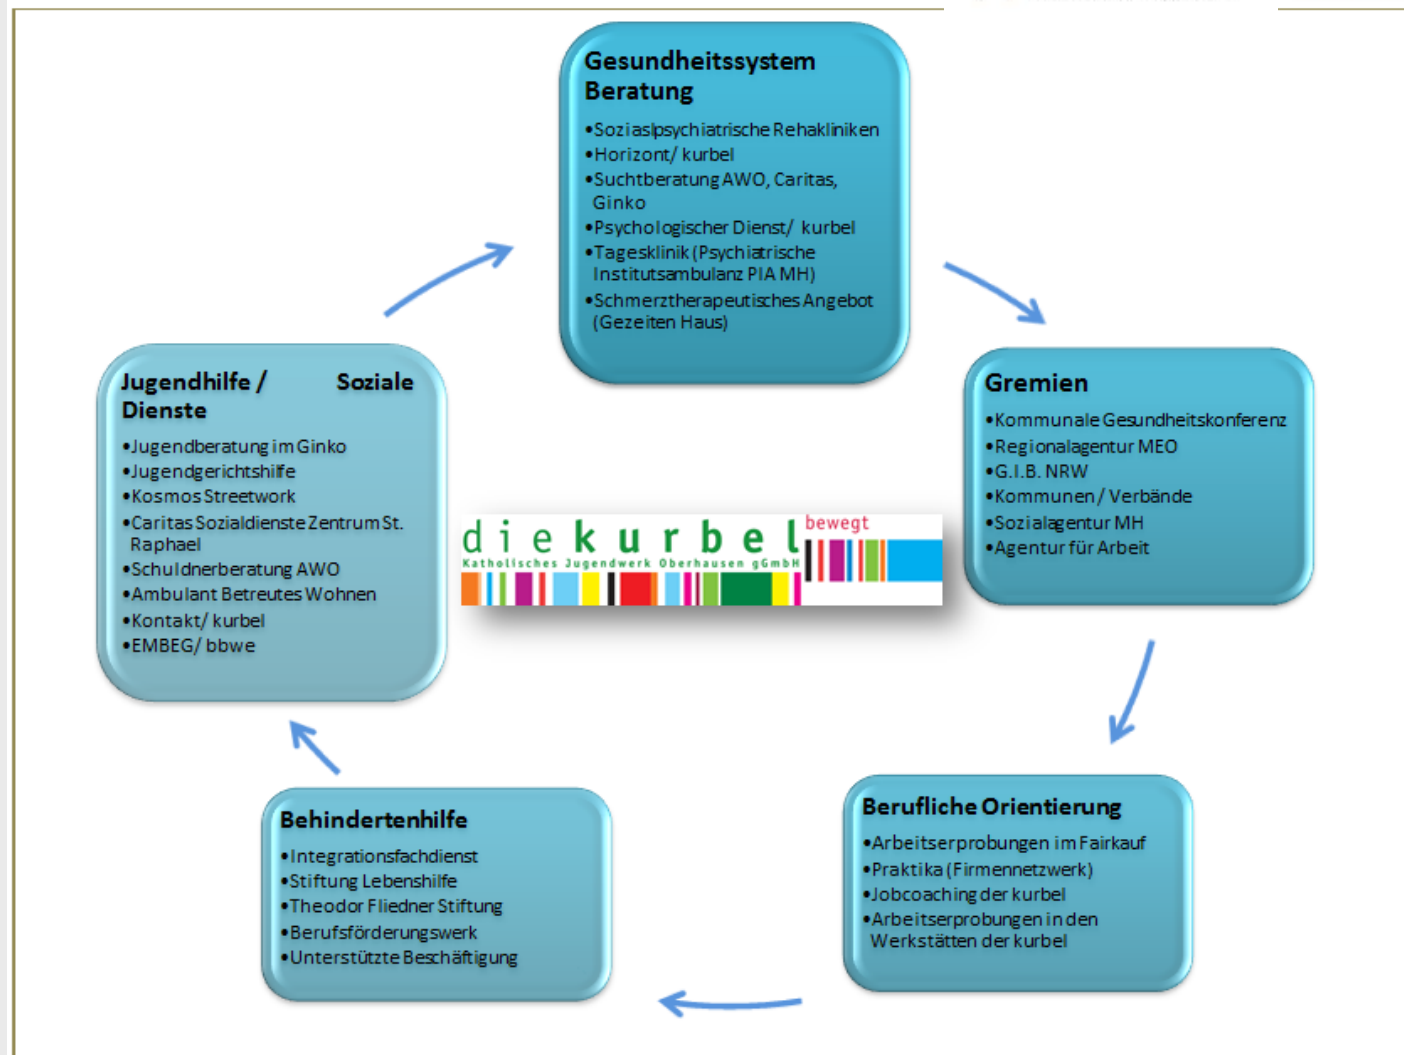 Gesundheitssystem
Beratung
•Soziaslpsychiatrische Rehakliniken
•Horizont/ kurbel
•Suchtberatung AWO, Caritas,
Ginko
•Psychologischer Dienst/ kurbel
•Tagesklinik (Psychiatrische
Institutsambulanz PIA MH)
•Schmerztherapeutisches Angebot
(Gezeiten Haus)
Gremien
•Kommunale Gesundheitskonferenz
•Regionalagentur MEO
•G.I.B. NRW
•Kommunen / Verbände
•Sozialagentur MH
•Agentur für Arbeit
Berufliche Orientierung
•Arbeitserprobungen im Fairkauf
•Praktika (Firmennetzwerk)
•Jobcoaching der kurbel
•Arbeitserprobungen in den
Werkstätten der kurbel
Behindertenhilfe
•Integrationsfachdienst
•Stiftung Lebenshilfe
•Theodor Fliedner Stiftung
•Berufsförderungswerk
•Unterstützte Beschäftigung
Jugendhilfe / Soziale
Dienste
•Jugendberatung im Ginko
•Jugendgerichtshilfe
•Kosmos Streetwork
•Caritas Sozialdienste Zentrum St.
Raphael
•Schuldnerberatung AWO
•Ambulant Betreutes Wohnen
•Kontakt/ kurbel
•EMBEG/ bbwe
diekurbel bewegt
Katholisches Jugendwerk Oberhausen gGmbH